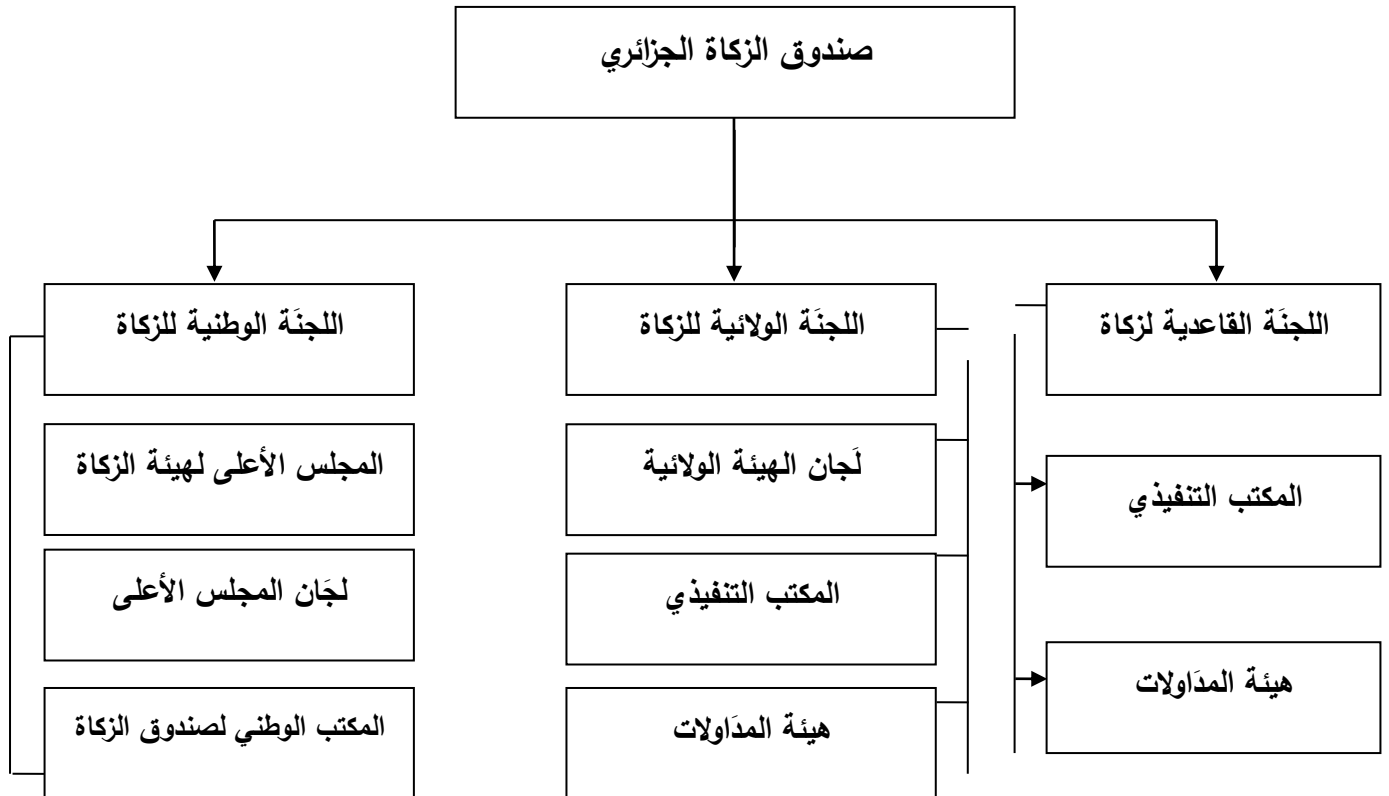 صندوق الزكاة الجزائري
اللجنَة القاعدية لزكاة
اللجنَة الولائية للزكاة
اللجنَة الوطنية للزكاة
المكتب التنفيذي
هيئة المدَاولات
لَجان الهيئة الولائية
المكتب التنفيذي
هيئة المدَاولات
المجلس الأعلى لهيئة الزكاة
لجَان المجلس الأعلى
المكتب الوطني لصندوق الزكاة